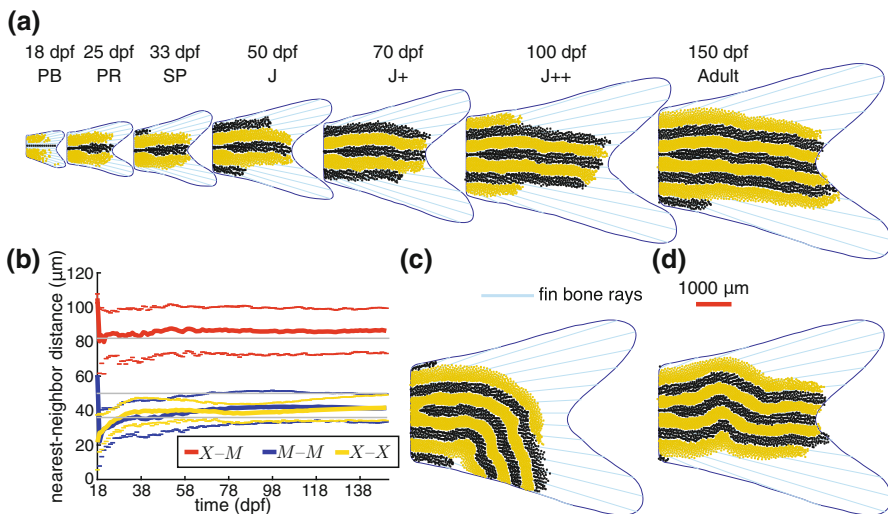 (a)
18 dpf 25 dpf 33 dpf 50 dpf 70 dpf 100 dpf 150 dpf
PB PR SP J J+ J++ Adult
(b)
nearest-neighbor distance (µm)
120
100
80
60
40
20
0
X–M M–M X–X
18 38 58 78 98 118 138
time (dpf)
(c)
fin bone rays
(d)
1000 µm